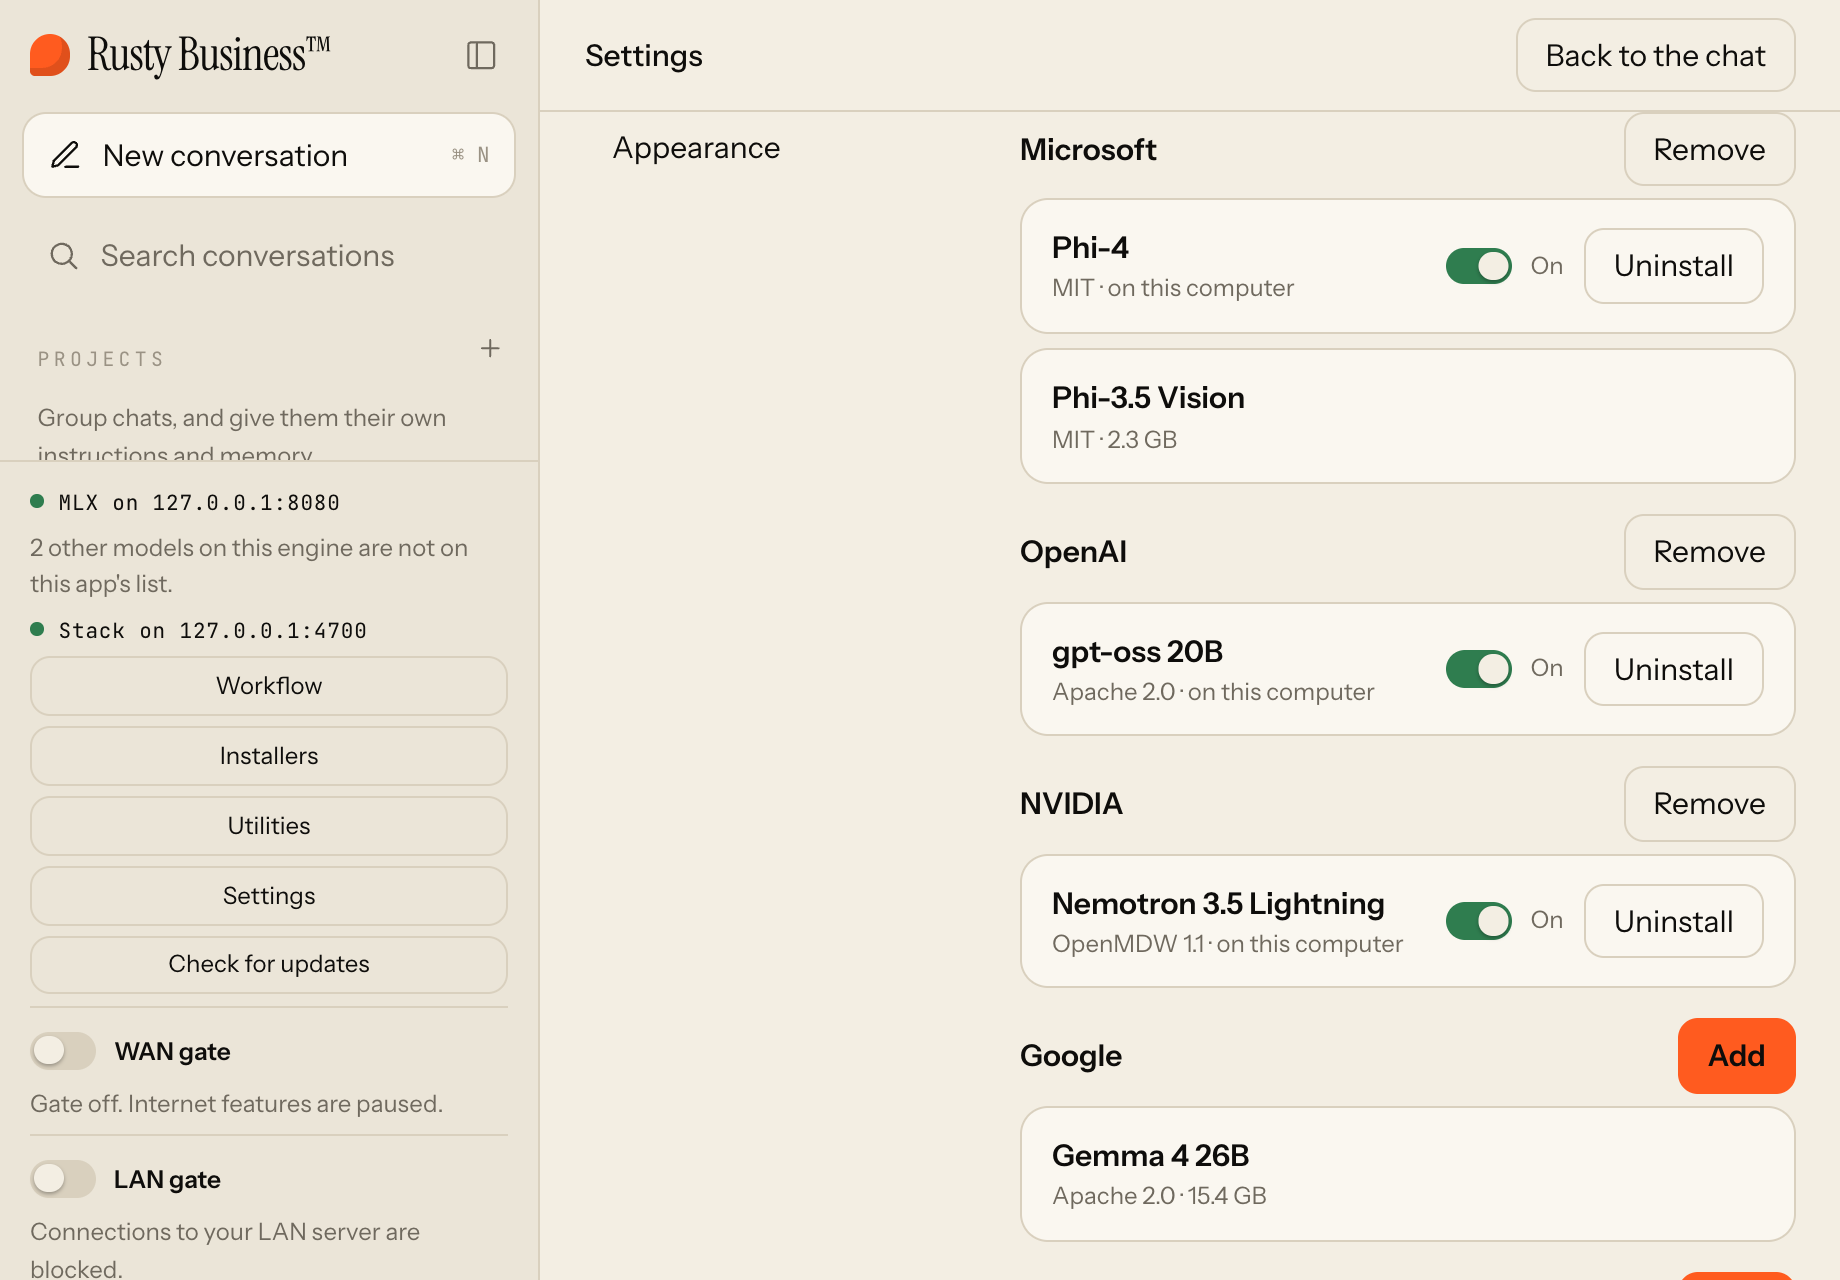 Rusty Business™
New conversation
⌘ N
Search conversations
PROJECTS
Group chats, and give them their own
instructions and memory.
MLX on 127.0.0.1:8080
2 other models on this engine are not on
this app's list.
Stack on 127.0.0.1:4700
Workflow
Installers
Utilities
Settings
Check for updates
WAN gate
Gate off. Internet features are paused.
LAN gate
Connections to your LAN server are
blocked.
Settings
Back to the chat
Appearance
Microsoft
Remove
Phi-4
MIT · on this computer
On
Uninstall
Phi-3.5 Vision
MIT · 2.3 GB
OpenAI
Remove
gpt-oss 20B
Apache 2.0 · on this computer
On
Uninstall
NVIDIA
Remove
Nemotron 3.5 Lightning
OpenMDW 1.1 · on this computer
On
Uninstall
Google
Add
Gemma 4 26B
Apache 2.0 · 15.4 GB